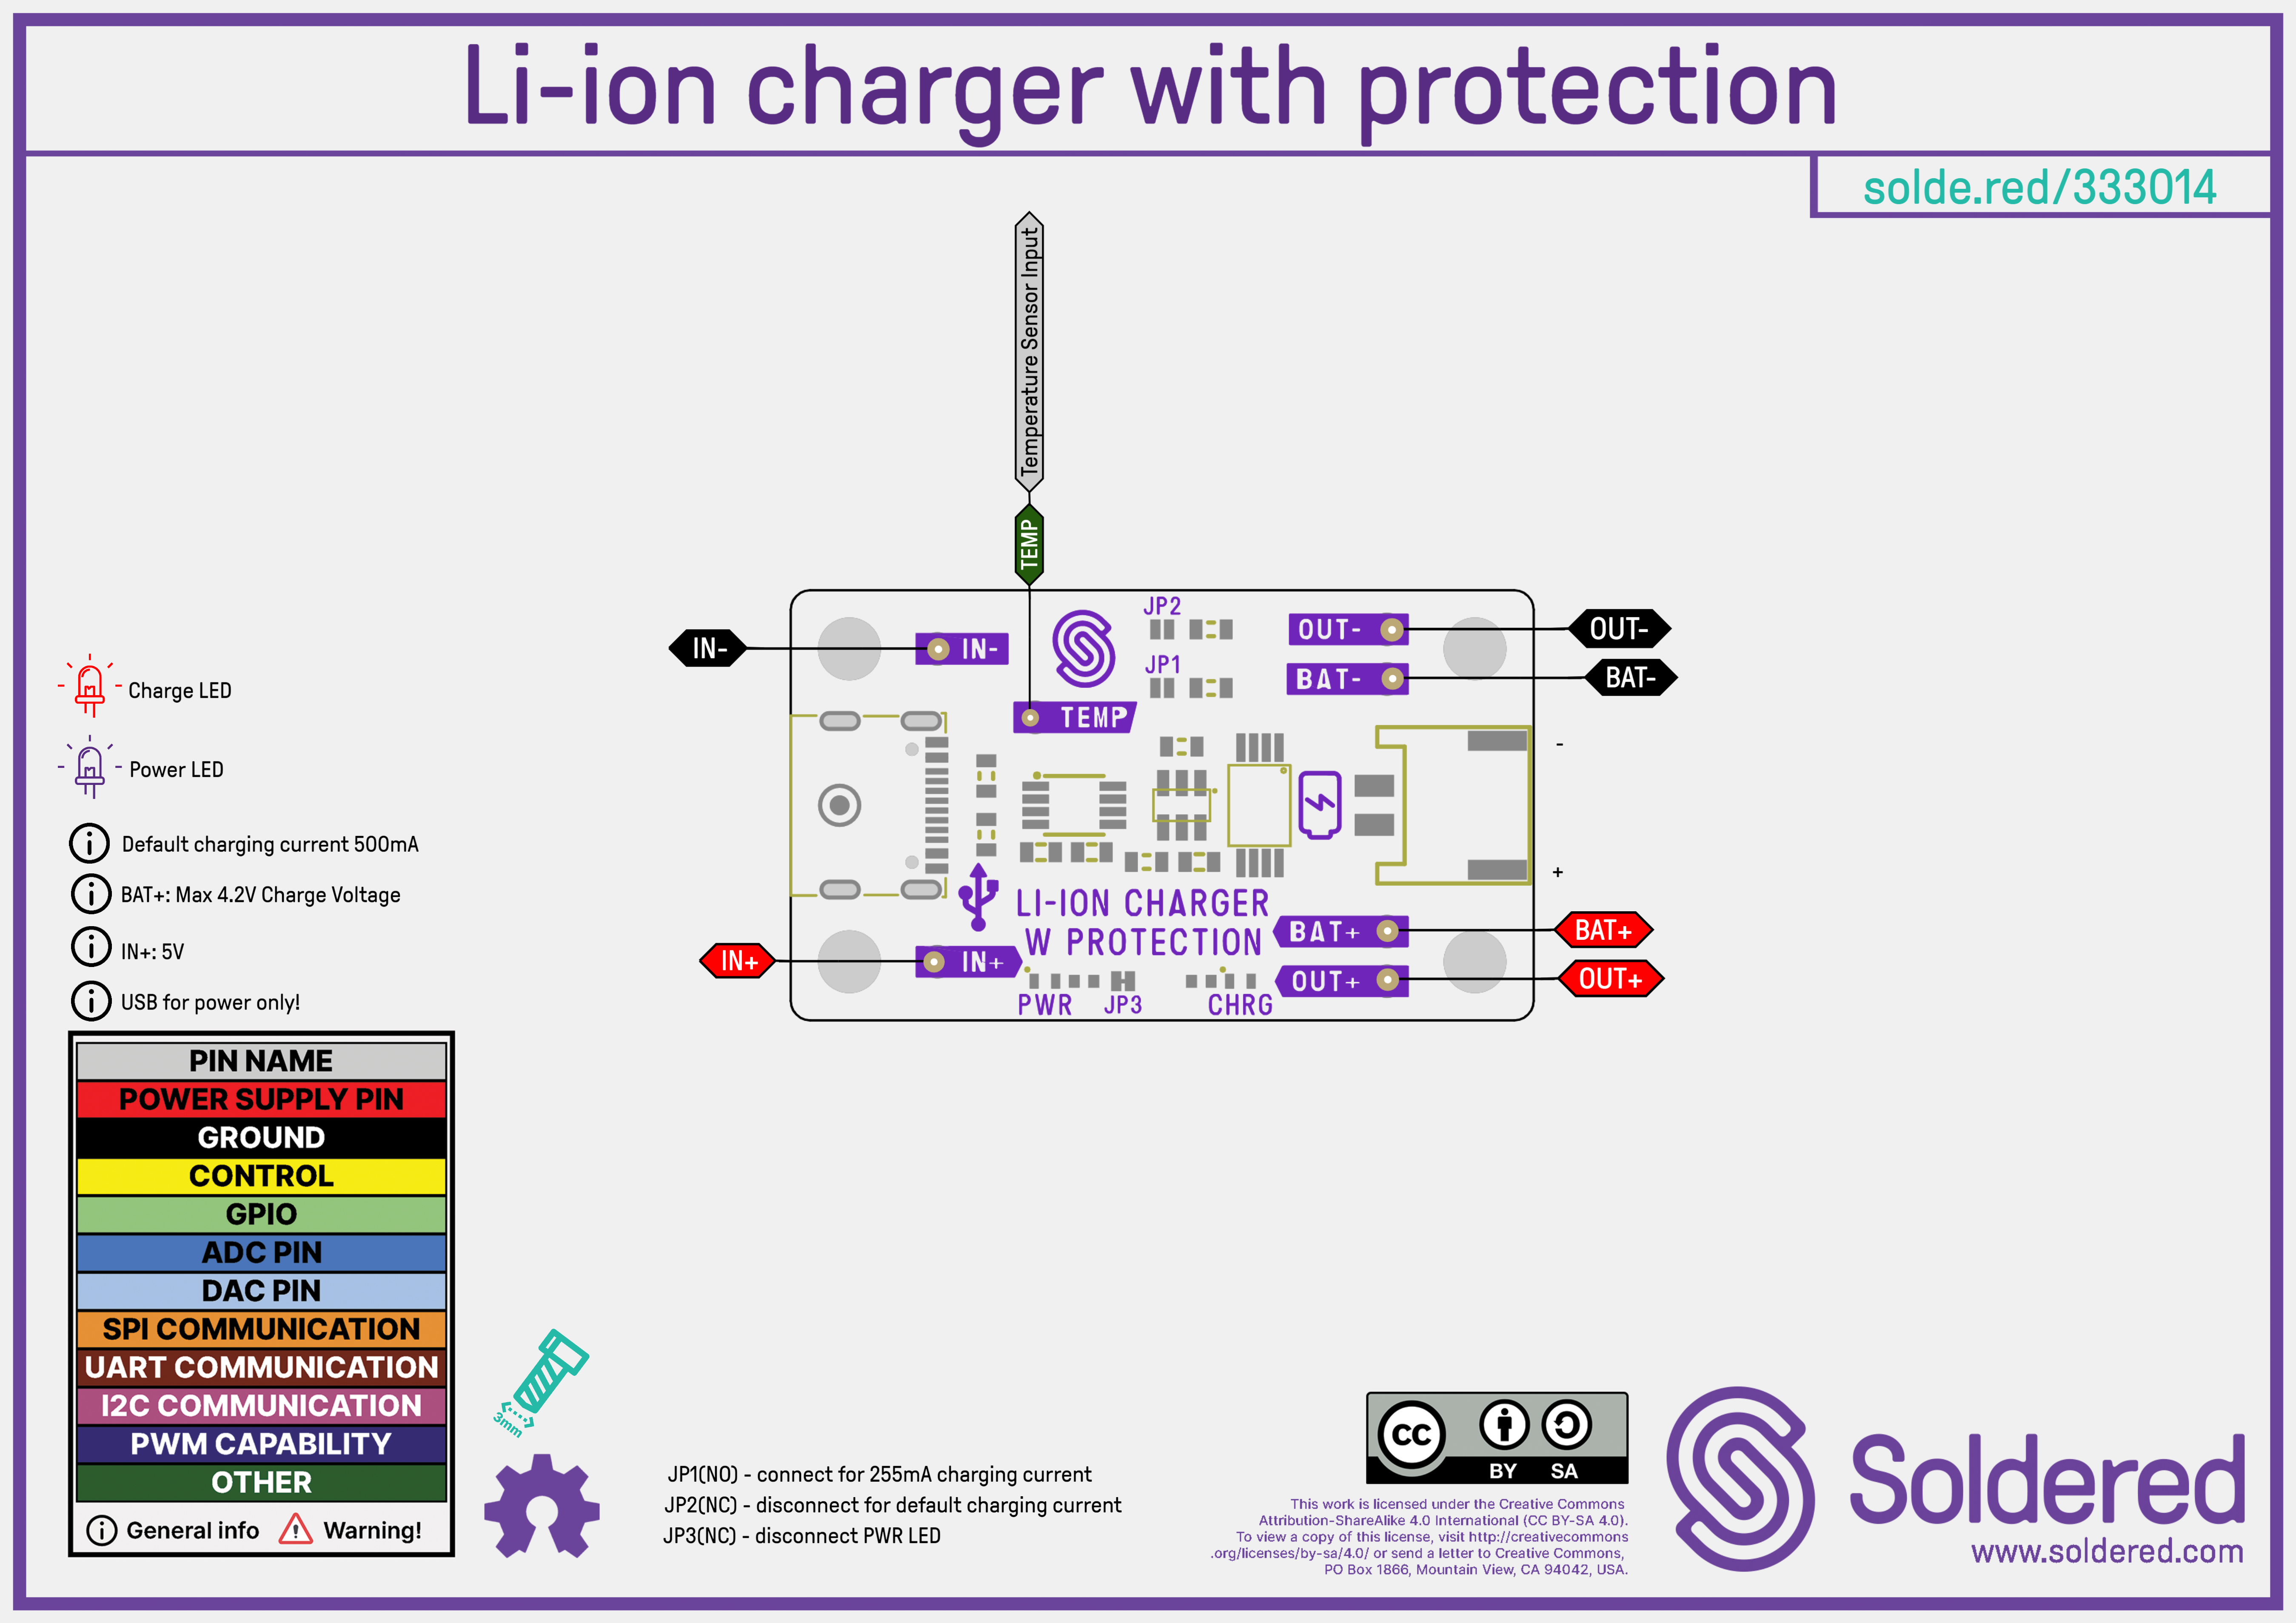 Li-ion charger with protection
solde.red/333014
Temperature Sensor Input
TEMP
JP2
IN-
IN-
OUT-
OUT-
JP1
BAT-
BAT-
TEMP
Charge LED
Power LED
Default charging current 500mA
BAT+: Max 4.2V Charge Voltage
IN+: 5V
USB for power only!
-
+
LI-ION CHARGER
W PROTECTION
BAT+
BAT+
IN+
IN+
OUT+
OUT+
PWR
JP3
CHRG
PIN NAME
POWER SUPPLY PIN
GROUND
CONTROL
GPIO
ADC PIN
DAC PIN
SPI COMMUNICATION
UART COMMUNICATION
I2C COMMUNICATION
PWM CAPABILITY
OTHER
General info
Warning!
3mm
JP1(NO) - connect for 255mA charging current
JP2(NC) - disconnect for default charging current
JP3(NC) - disconnect PWR LED
CC
BY SA
This work is licensed under the Creative Commons
Attribution-ShareAlike 4.0 International (CC BY-SA 4.0).
To view a copy of this license, visit http://creativecommons
.org/licenses/by-sa/4.0/ or send a letter to Creative Commons,
PO Box 1866, Mountain View, CA 94042, USA.
Soldered
www.soldered.com